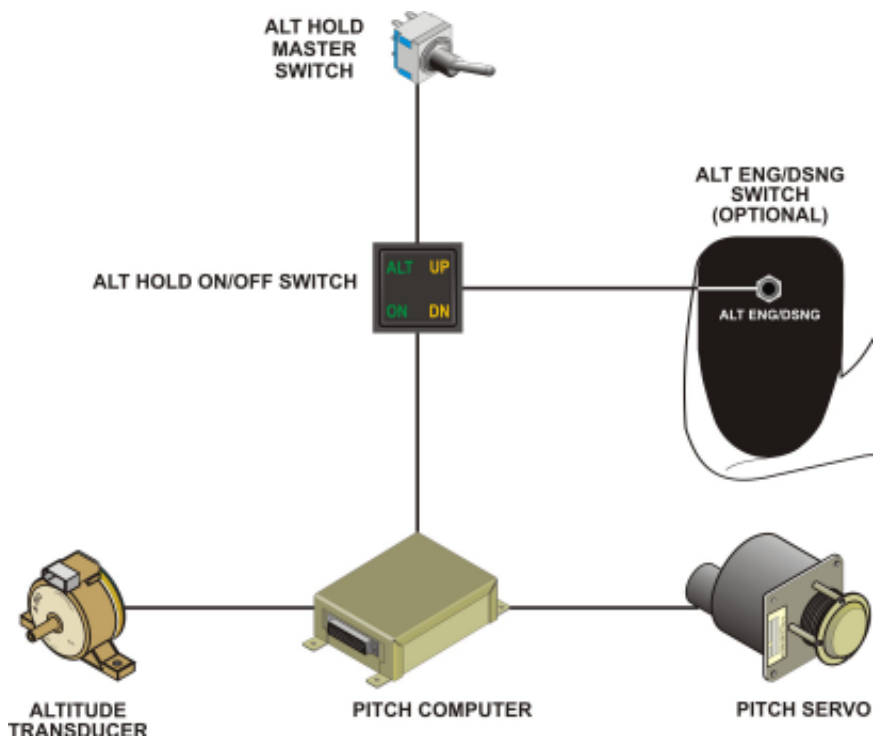 ALT HOLD
MASTER
SWITCH
ALT ENG/DSNG
SWITCH
(OPTIONAL)
ALT HOLD ON/OFF SWITCH
ALT UP
ON DN
ALT ENG/DSNG
ALTITUDE
TRANSDUCER
PITCH COMPUTER
PITCH SERVO